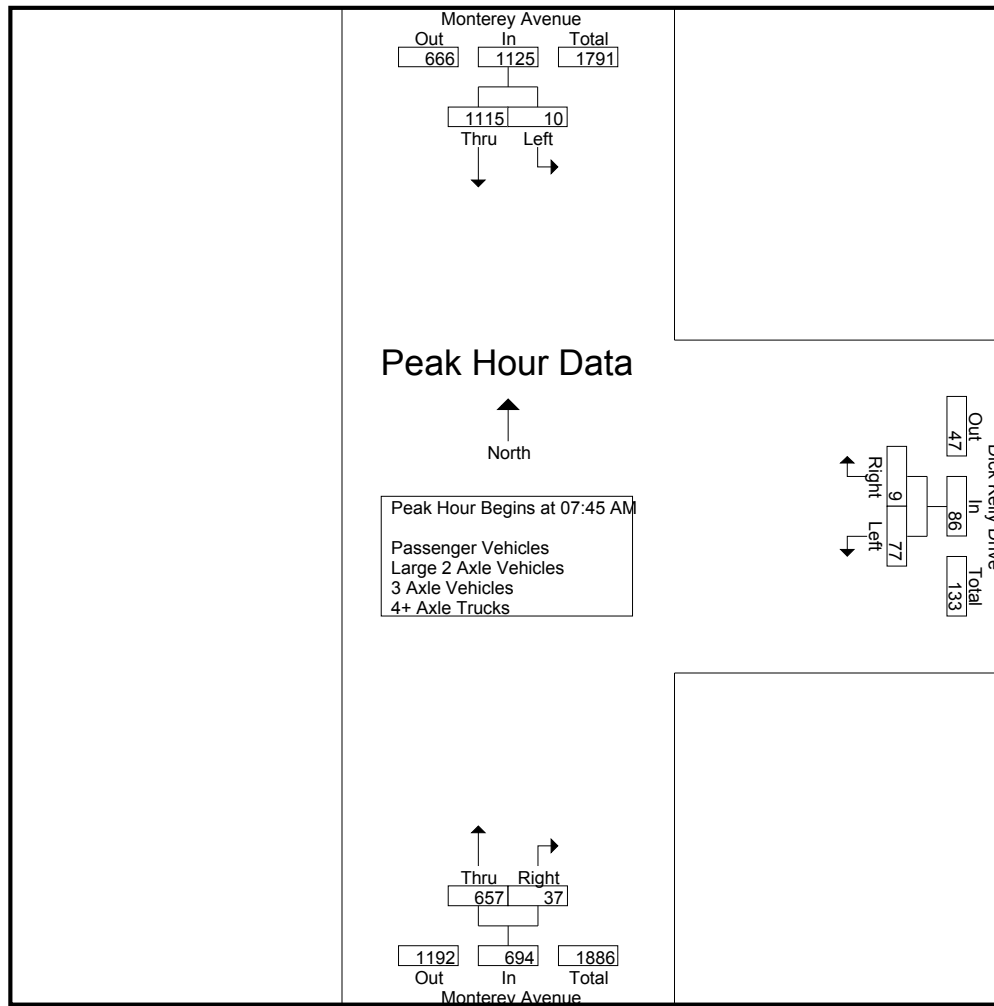 Monterey Avenue
Out In Total
666 1125 1791
1115 10
Thru Left
Peak Hour Data
North
Peak Hour Begins at 07:45 AM
Passenger Vehicles
Large 2 Axle Vehicles
3 Axle Vehicles
4+ Axle Trucks
Right Left
9 77
Out In Total
47 86 133
Drive
Thru Right
657 37
1192 694 1886
Out In Total
Monterey Avenue